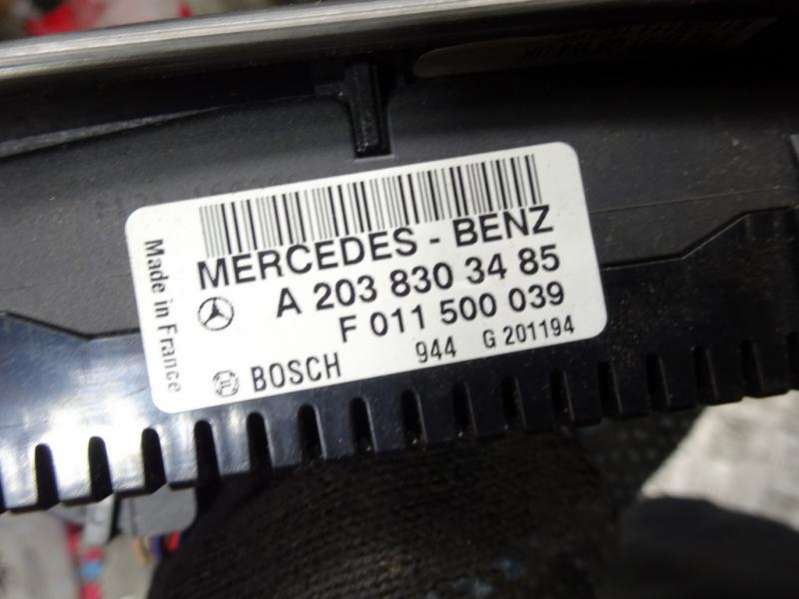 MERCEDES - BENZ
A 203 830 34 85
F 011 500 039
BOSCH 944 G 201194
Made in France